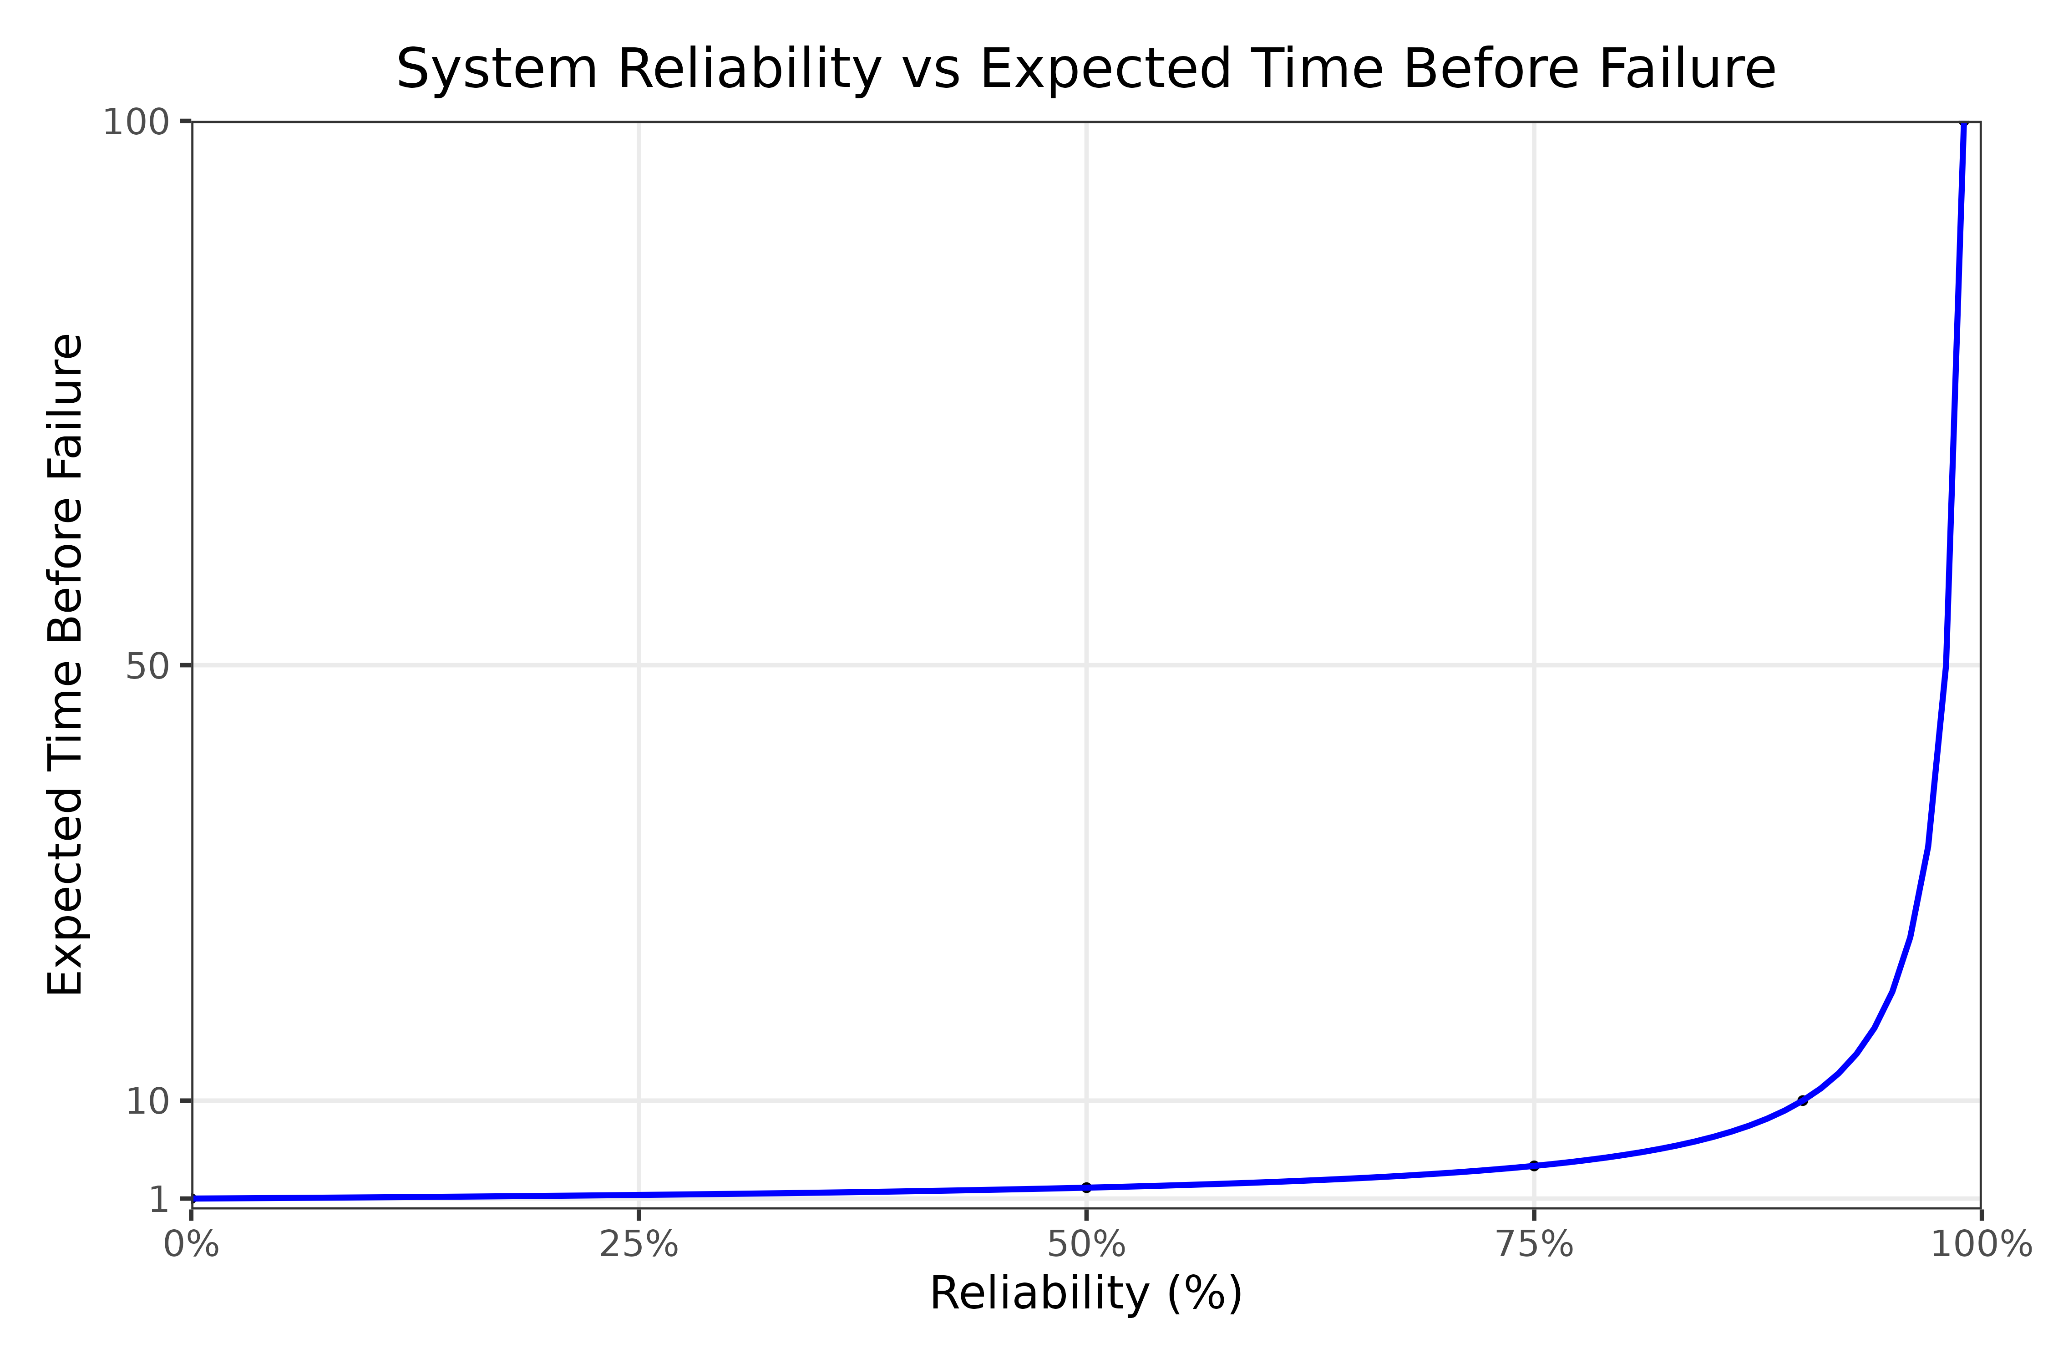 System Reliability vs Expected Time Before Failure
Expected Time Before Failure
100
50
10
1
0% 25% 50% 75% 100%
Reliability (%)